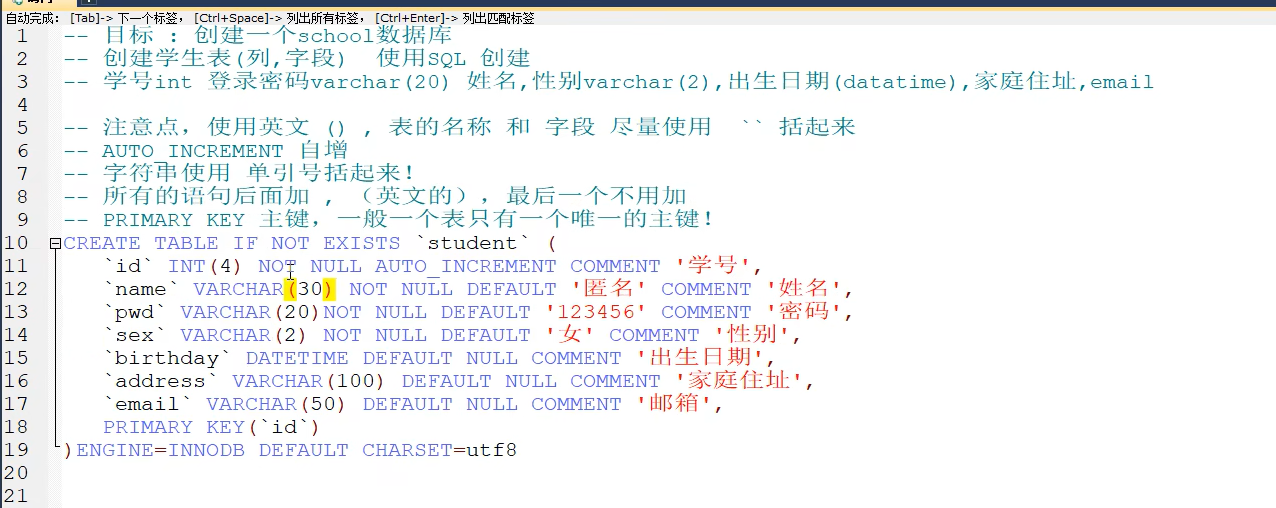 自动完成: [Tab]-> 下一个标签, [Ctrl+Space]-> 列出所有标签, [Ctrl+Enter]-> 列出匹配标签
1 -- 目标 : 创建一个school数据库
2 -- 创建学生表(列,字段) 使用SQL 创建
3 -- 学号int 登录密码varchar(20) 姓名,性别varchar(2),出生日期(datatime),家庭住址,email
4
5 -- 注意点，使用英文 () , 表的名称 和 字段 尽量使用 `` 括起来
6 -- AUTO_INCREMENT 自增
7 -- 字符串使用 单引号括起来！
8 -- 所有的语句后面加 , （英文的），最后一个不用加
9 -- PRIMARY KEY 主键，一般一个表只有一个唯一的主键！
10 CREATE TABLE IF NOT EXISTS `student` (
11 `id` INT(4) NOT NULL AUTO_INCREMENT COMMENT '学号',
12 `name` VARCHAR(30) NOT NULL DEFAULT '匿名' COMMENT '姓名',
13 `pwd` VARCHAR(20)NOT NULL DEFAULT '123456' COMMENT '密码',
14 `sex` VARCHAR(2) NOT NULL DEFAULT '女' COMMENT '性别',
15 `birthday` DATETIME DEFAULT NULL COMMENT '出生日期',
16 `address` VARCHAR(100) DEFAULT NULL COMMENT '家庭住址',
17 `email` VARCHAR(50) DEFAULT NULL COMMENT '邮箱',
18 PRIMARY KEY(`id`)
19 )ENGINE=INNODB DEFAULT CHARSET=utf8
20
21